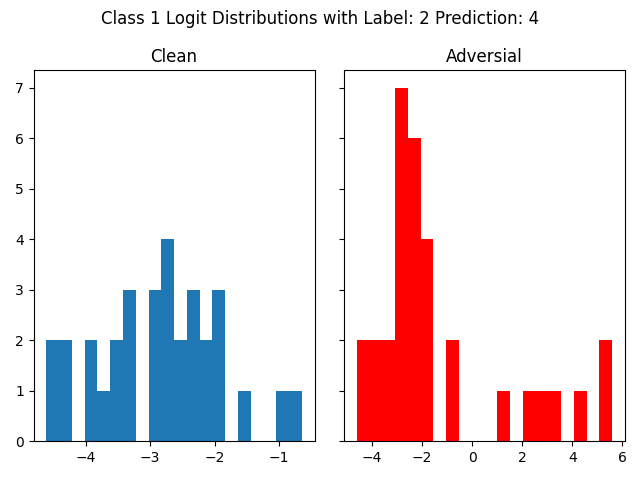 Class 1 Logit Distributions with Label: 2 Prediction: 4
Clean
Adversial
7
6
5
4
3
2
1
0
−4 −3 −2 −1
−4 −2 0 2 4 6